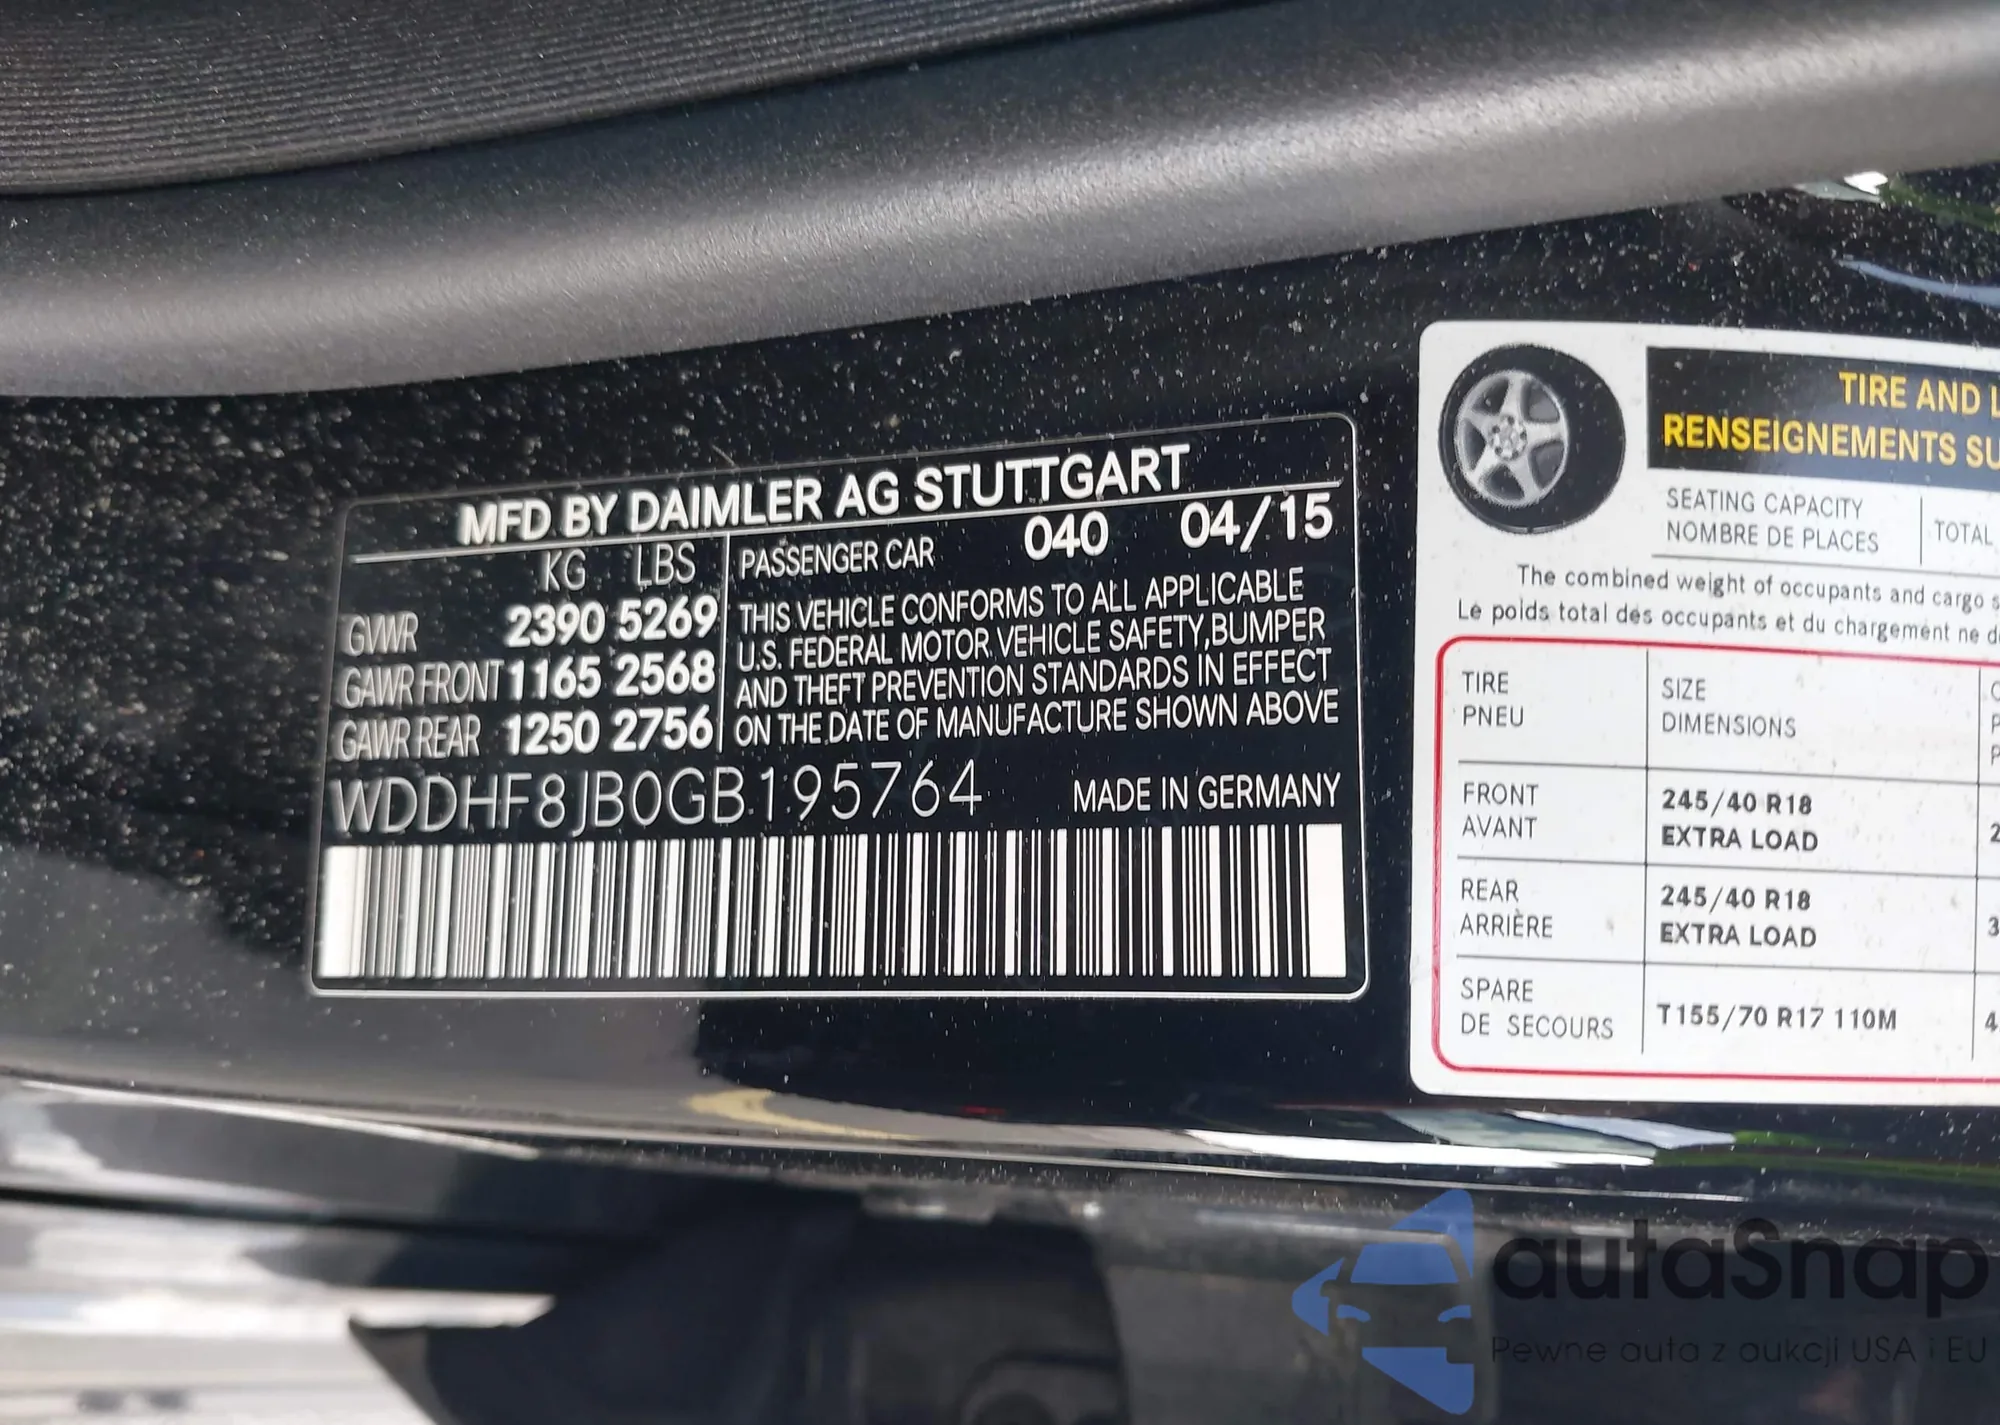 MFD BY DAIMLER AG STUTTGART
KG LBS PASSENGER CAR 040 04/15
GVWR 2390 5269
GAWR FRONT 1165 2568
GAWR REAR 1250 2756
THIS VEHICLE CONFORMS TO ALL APPLICABLE
U.S. FEDERAL MOTOR VEHICLE SAFETY,BUMPER
AND THEFT PREVENTION STANDARDS IN EFFECT
ON THE DATE OF MANUFACTURE SHOWN ABOVE
WDDHF8JB0GB195764 MADE IN GERMANY
TIRE AND L
RENSEIGNEMENTS SU
SEATING CAPACITY
NOMBRE DE PLACES
TOTAL
The combined weight of occupants and cargo s
Le poids total des occupants et du chargement ne d
TIRE
PNEU
SIZE
DIMENSIONS
FRONT
AVANT
245/40 R18
EXTRA LOAD
2
REAR
ARRIÈRE
245/40 R18
EXTRA LOAD
3
SPARE
DE SECOURS
T155/70 R17 110M
4
autaSnap
Pewne auta z aukcji USA i EU